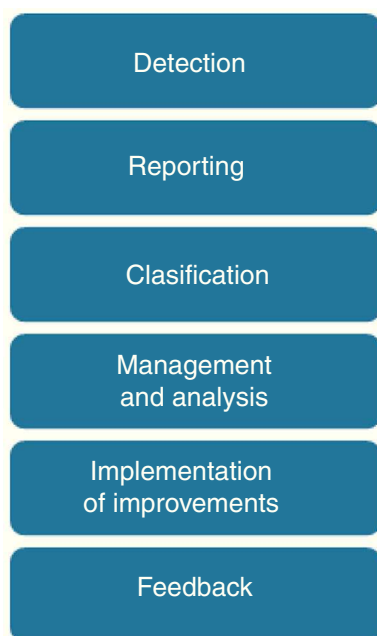 Detection
Reporting
Clasification
Management
and analysis
Implementation
of improvements
Feedback